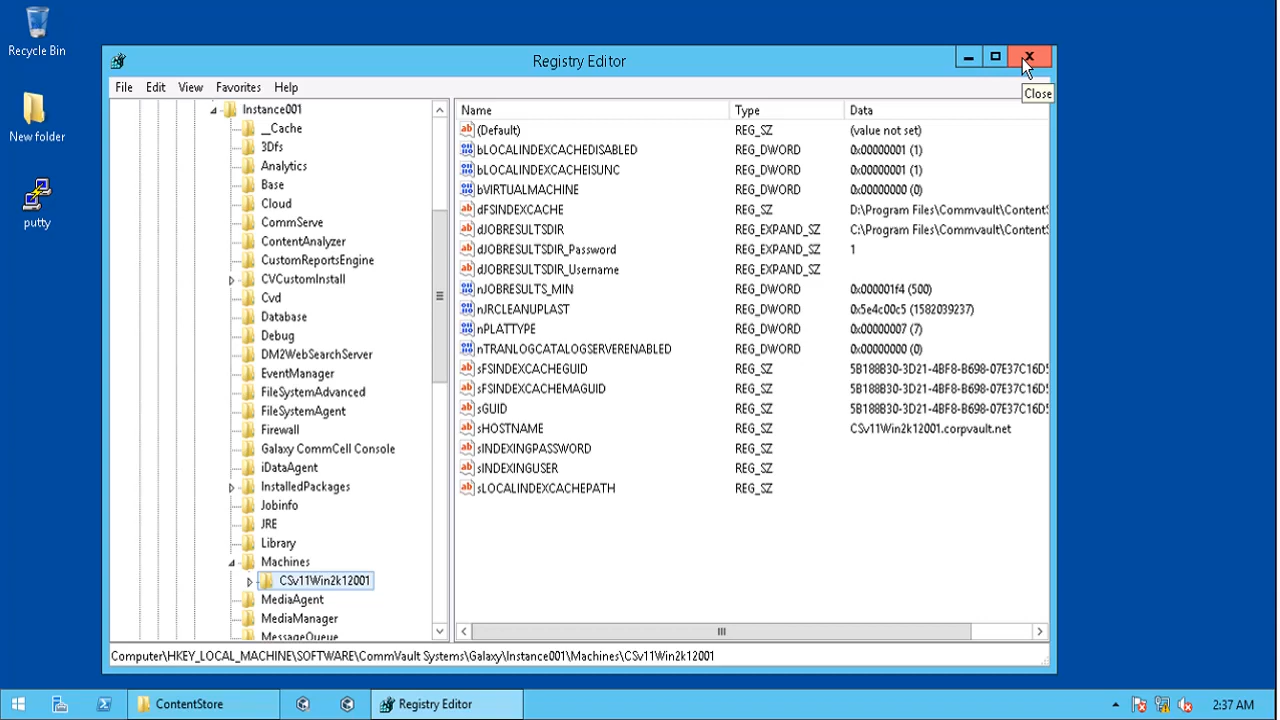 Recycle Bin
New folder
putty
Registry Editor
Close
File Edit View Favorites Help
Instance001
__Cache
3Dfs
Analytics
Base
Cloud
CommServe
ContentAnalyzer
CustomReportsEngine
CVCustomInstall
Cvd
Database
Debug
DM2WebSearchServer
EventManager
FileSystemAdvanced
FileSystemAgent
Firewall
Galaxy CommCell Console
iDataAgent
InstalledPackages
Jobinfo
JRE
Library
Machines
CSv11Win2k12001
MediaAgent
MediaManager
MessageQueue
Name Type Data
(Default) REG_SZ (value not set)
bLOCALINDEXCACHEDISABLED REG_DWORD 0x00000001 (1)
bLOCALINDEXCACHEISUNC REG_DWORD 0x00000001 (1)
bVIRTUALMACHINE REG_DWORD 0x00000000 (0)
dFSINDEXCACHE REG_SZ D:\Program Files\Commvault\ContentS
dJOBRESULTSDIR REG_EXPAND_SZ C:\Program Files\Commvault\ContentS
dJOBRESULTSDIR_Password REG_EXPAND_SZ 1
dJOBRESULTSDIR_Username REG_EXPAND_SZ
nJOBRESULTS_MIN REG_DWORD 0x000001f4 (500)
nJRCLEANUPLAST REG_DWORD 0x5e4c00c5 (1582039237)
nPLATTYPE REG_DWORD 0x00000007 (7)
nTRANLOGCATALOGSERVERENABLED REG_DWORD 0x00000000 (0)
sFSINDEXCACHEGUID REG_SZ 5B188B30-3D21-4BF8-B698-07E37C16D5
sFSINDEXCACHEMAGUID REG_SZ 5B188B30-3D21-4BF8-B698-07E37C16D5
sGUID REG_SZ 5B188B30-3D21-4BF8-B698-07E37C16D5
sHOSTNAME REG_SZ CSv11Win2k12001.corpvault.net
sINDEXINGPASSWORD REG_SZ
sINDEXINGUSER REG_SZ
sLOCALINDEXCACHEPATH REG_SZ
Computer\HKEY_LOCAL_MACHINE\SOFTWARE\CommVault Systems\Galaxy\Instance001\Machines\CSv11Win2k12001
ContentStore
Registry Editor
2:37 AM